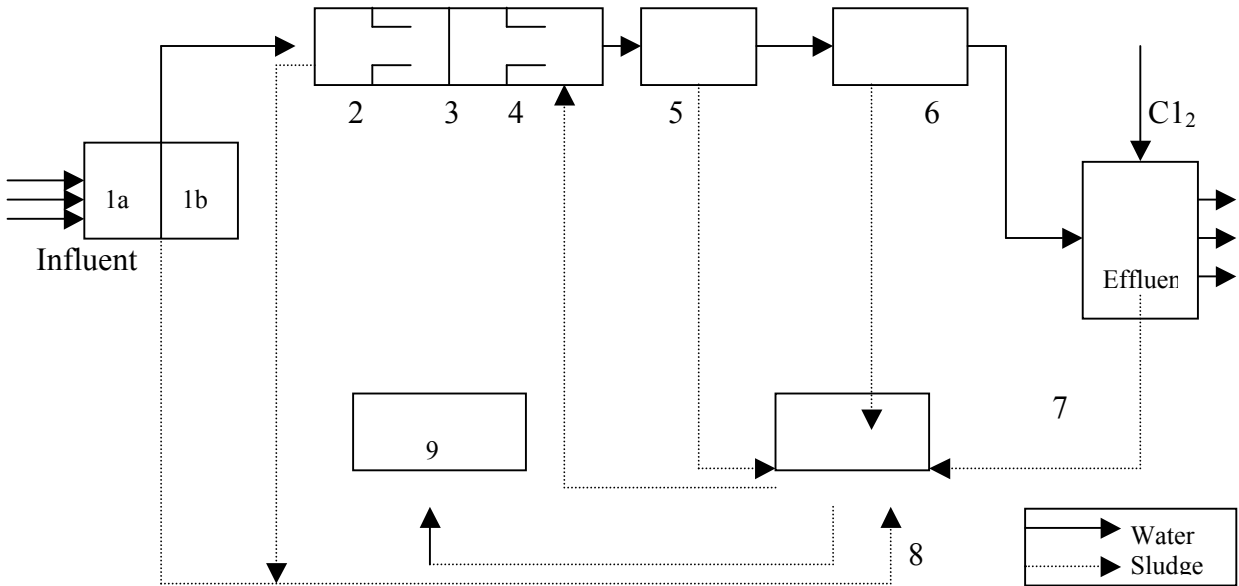 2 3 4 5 6
C1₂
1a 1b
Influent
Effluen
7
9
8
Water
Sludge